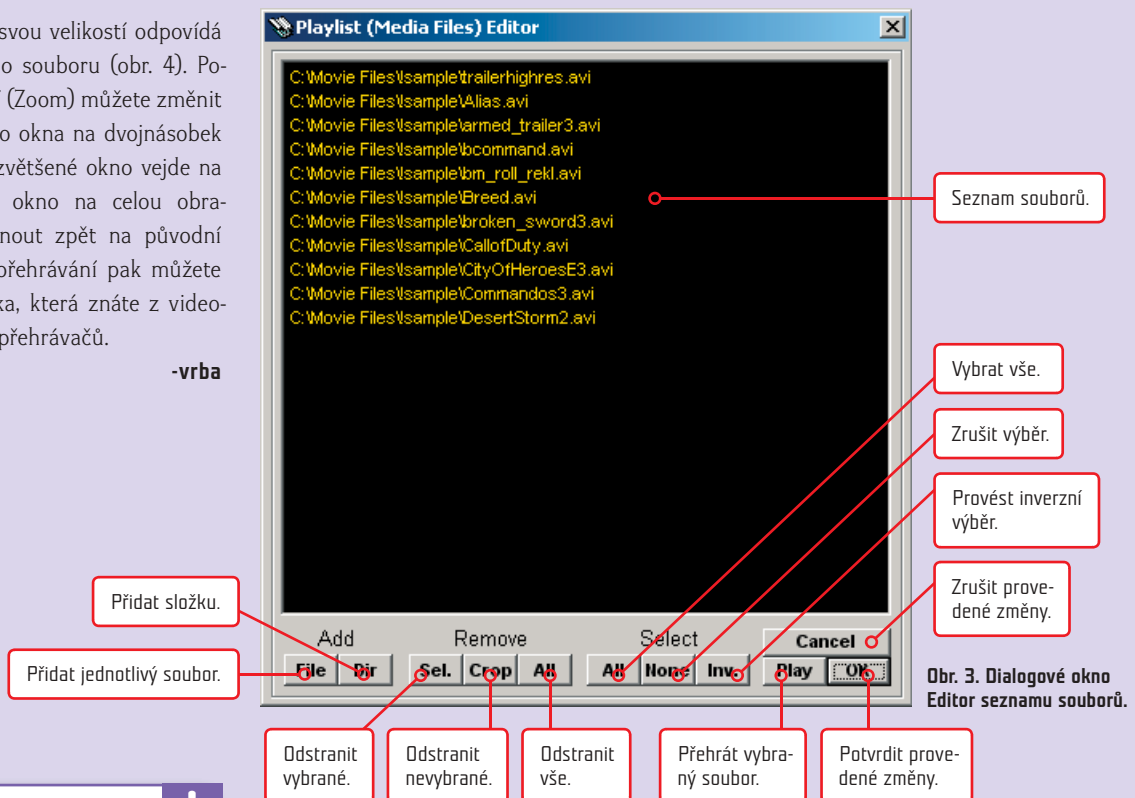 svou velikostí odpovídá
o souboru (obr. 4). Po-
(Zoom) můžete změnit
o okna na dvojnásobek
zvětšené okno vejde na
okno na celou obra-
nout zpět na původní
přehrávání pak můžete
ka, která znáte z video-
přehrávačů.
-vrba
Playlist (Media Files) Editor
C:\Movie Files\!sample\trailerhighres.avi
C:\Movie Files\!sample\Alias.avi
C:\Movie Files\!sample\armed_trailer3.avi
C:\Movie Files\!sample\bcommand.avi
C:\Movie Files\!sample\bm_roll_rekl.avi
C:\Movie Files\!sample\Breed.avi
C:\Movie Files\!sample\broken_sword3.avi
C:\Movie Files\!sample\CallofDuty.avi
C:\Movie Files\!sample\CityOfHeroesE3.avi
C:\Movie Files\!sample\Commandos3.avi
C:\Movie Files\!sample\DesertStorm2.avi
Seznam souborů.
Vybrat vše.
Zrušit výběr.
Provést inverzní
výběr.
Zrušit prove-
dené změny.
Přidat složku.
Přidat jednotlivý soubor.
Add Remove Select Cancel
File Dir Sel. Crop All All None Inv. Play OK
Obr. 3. Dialogové okno
Editor seznamu souborů.
Odstranit
vybrané.
Odstranit
nevybrané.
Odstranit
vše.
Přehrát vybra-
ný soubor.
Potvrdit prove-
dené změny.